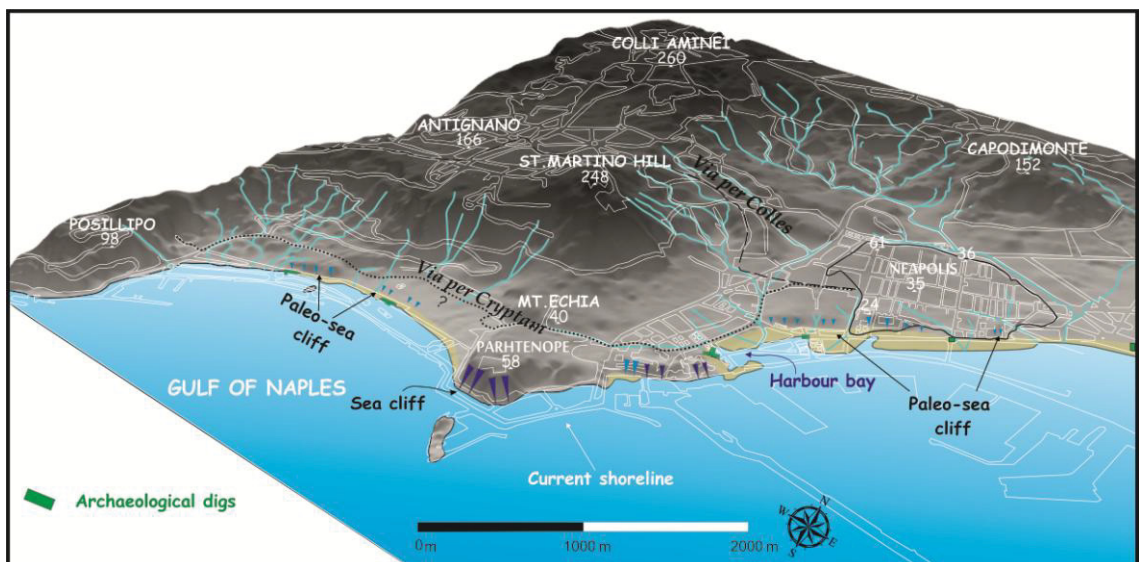 COLLI AMINEI
260
ANTIGNANO
166
ST.MARTINO HILL
248
Via per Colles
CAPODIMONTE
152
POSILLIPO
98
61
36
NEAPOLIS
35
24
Via per Cryptam
?
MT.ECHIA
40
PARHTENOPE
58
Paleo-sea
cliff
GULF OF NAPLES
Sea cliff
Harbour bay
Paleo-sea
cliff
Current shoreline
Archaeological digs
0 m
1000 m
2000 m
N
W
E
S